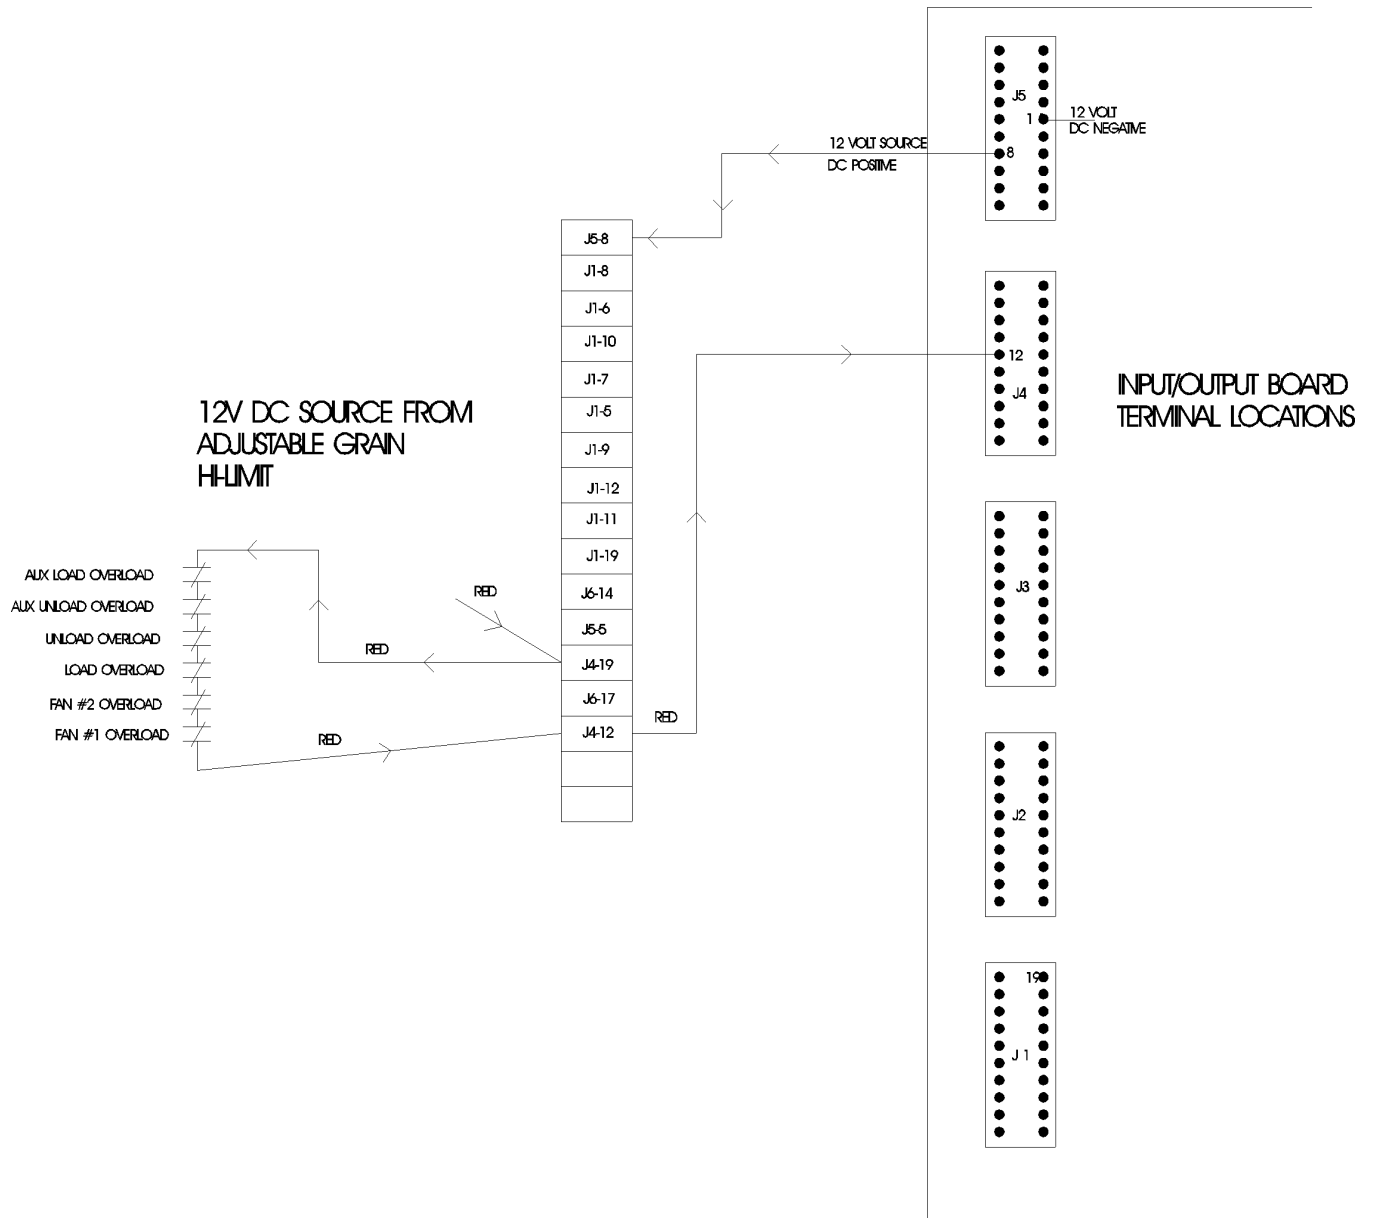 J5
1
12 VOLT
DC NEGATIVE
12 VOLT SOURCE
DC POSITIVE
8
J5-8
J1-8
J1-6
J1-10
J1-7
J1-5
J1-9
J1-12
J1-11
J1-19
J6-14
J5-5
J4-19
J6-17
J4-12
12
J4
INPUT/OUTPUT BOARD
TERMINAL LOCATIONS
12V DC SOURCE FROM
ADJUSTABLE GRAIN
HI-LIMIT
AUX LOAD OVERLOAD
AUX UNLOAD OVERLOAD
UNLOAD OVERLOAD
LOAD OVERLOAD
FAN #2 OVERLOAD
FAN #1 OVERLOAD
RED
RED
RED
RED
J3
J2
19
J 1